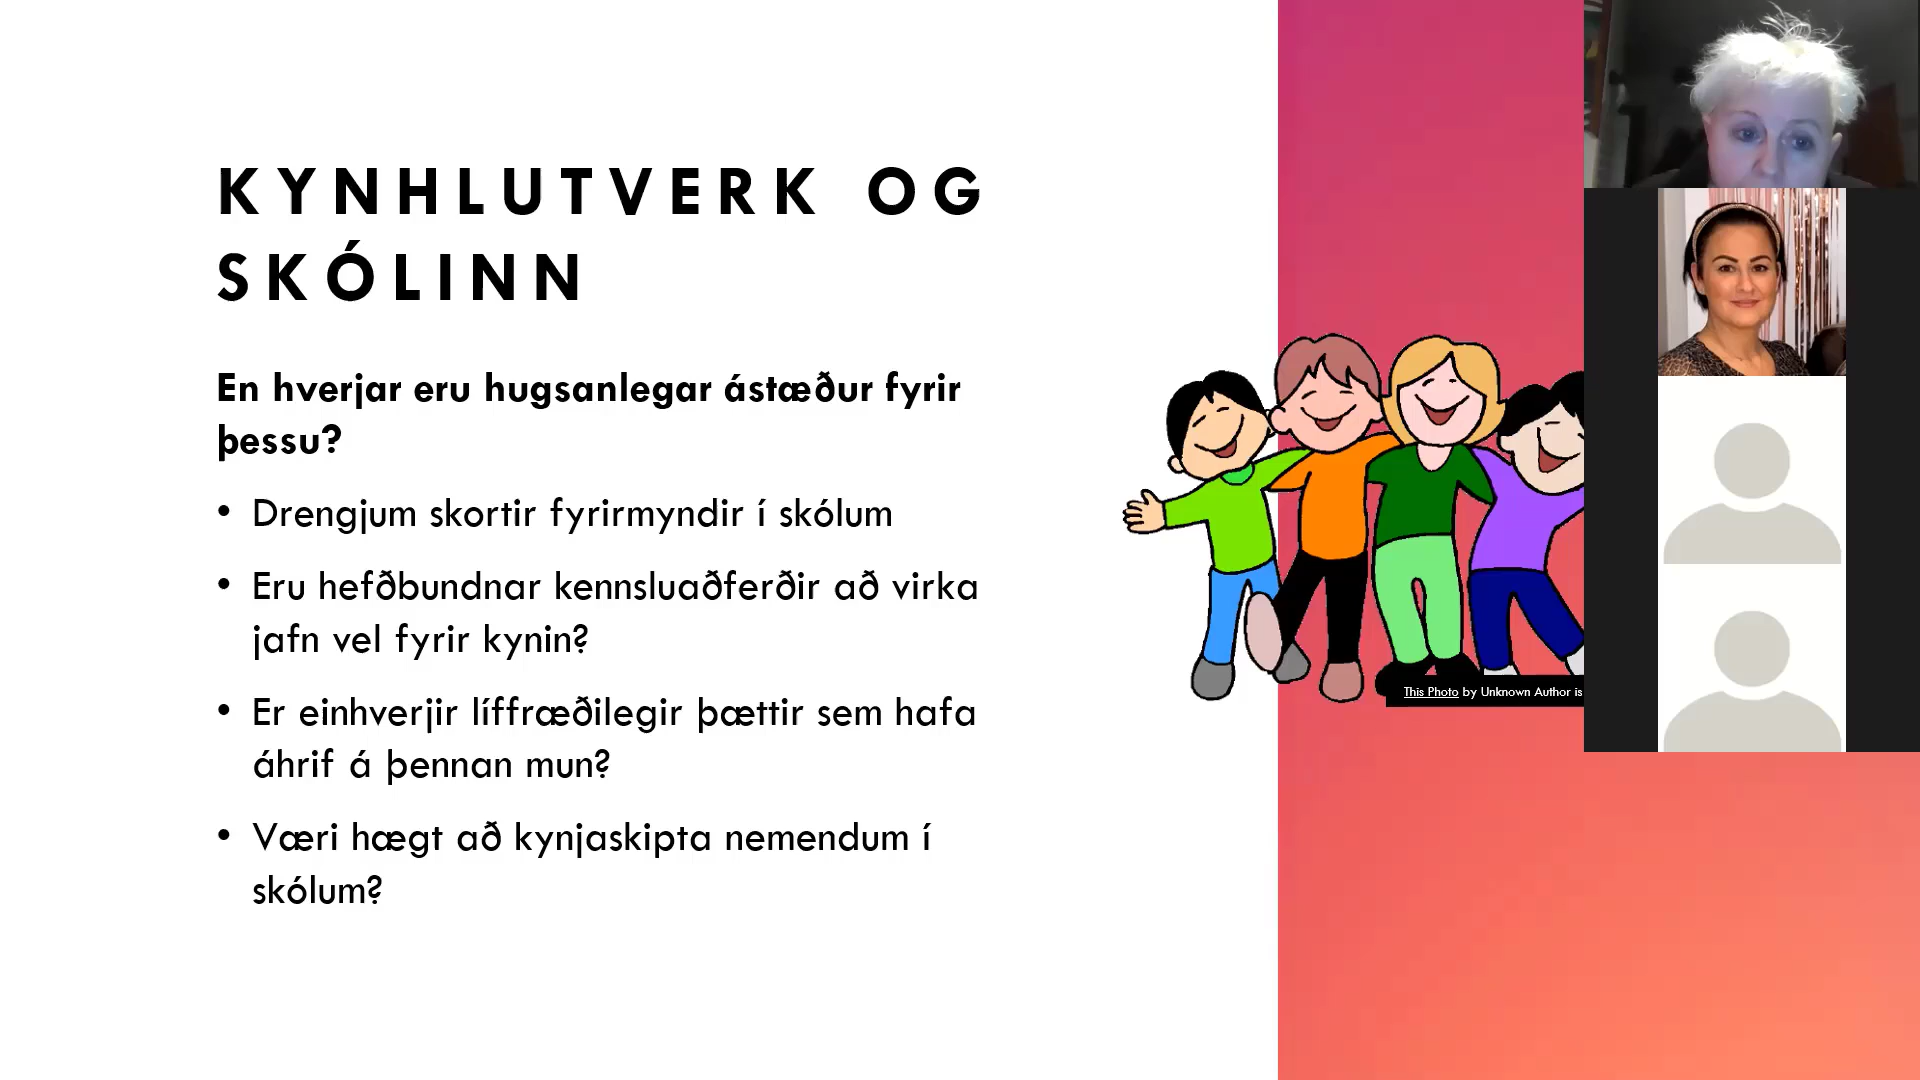 KYNHLUTVERK OG
SKÓLINN
En hverjar eru hugsanlegar ástæður fyrir
þessu?
• Drengjum skortir fyrirmyndir í skólum
• Eru hefðbundnar kennsluaðferðir að virka
jafn vel fyrir kynin?
• Er einhverjir líffræðilegir þættir sem hafa
áhrif á þennan mun?
• Væri hægt að kynjaskipta nemendum í
skólum?
This Photo by Unknown Author is